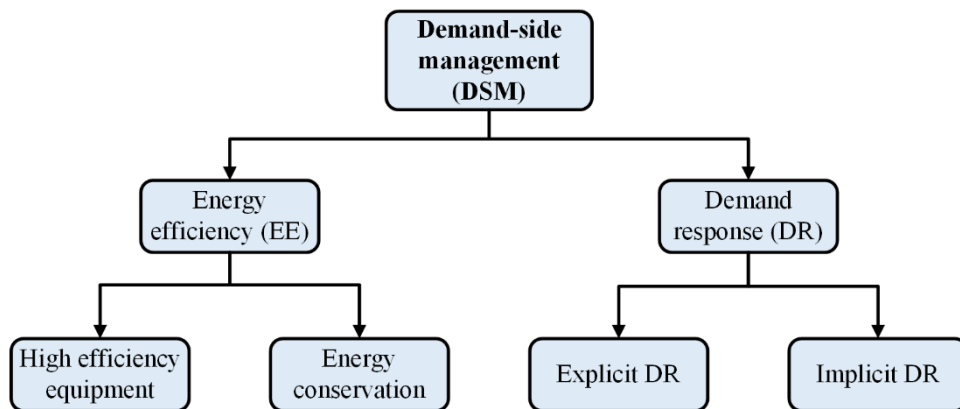 Demand-side
management
(DSM)
Energy
efficiency (EE)
Demand
response (DR)
High efficiency
equipment
Energy
conservation
Explicit DR
Implicit DR